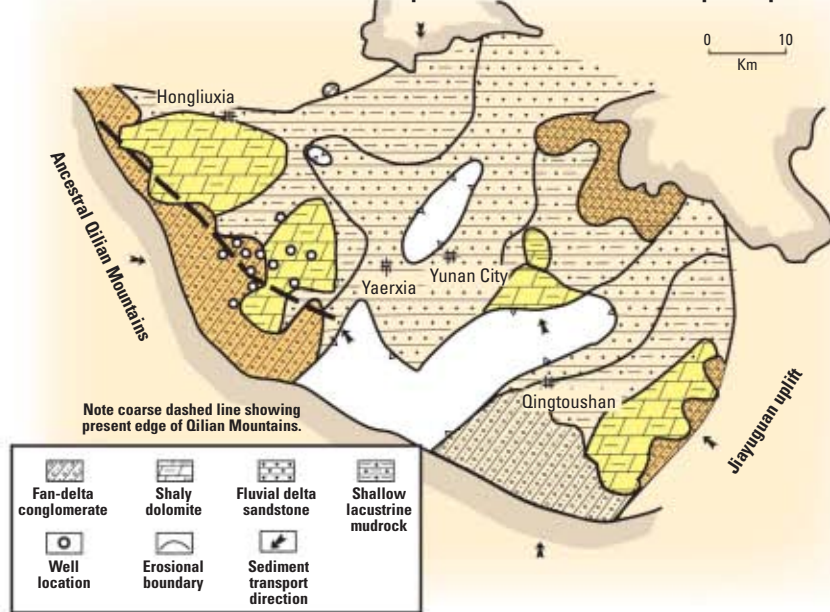 0 10
Km
Hongliuxia
Ancestral Qilian Mountains
Yaerxia
Yunan City
Qingtoushan
Jiayuguan uplift
Note coarse dashed line showing
present edge of Qilian Mountains.
Fan-delta
conglomerate
Shaly
dolomite
Fluvial delta
sandstone
Shallow
lacustrine
mudrock
Well
location
Erosional
boundary
Sediment
transport
direction